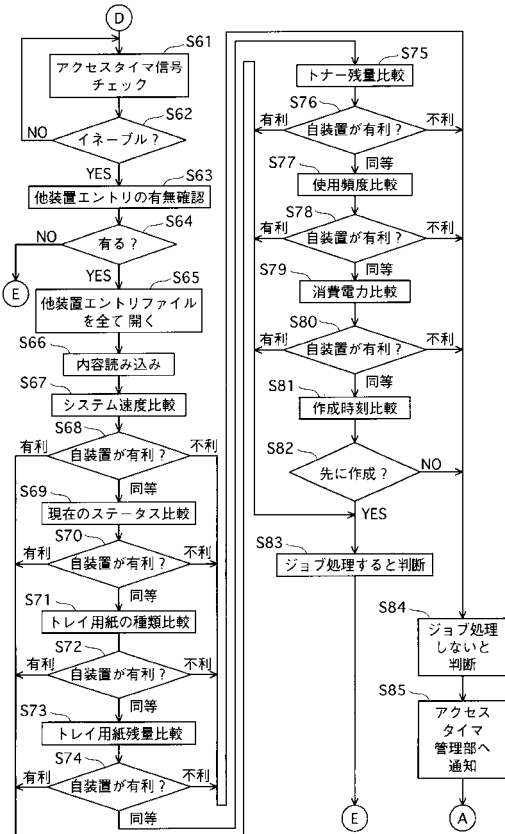 D
S61
アクセスタイマ信号
チェック
S62
イネーブル？
NO
YES
S63
他装置エントリの有無確認
S64
有る？
NO
E
YES
S65
他装置エントリファイル
を全て 開く
S66
内容読み込み
S67
システム速度比較
S68
有利
自装置が有利？
不利
同等
S69
現在のステータス比較
S70
有利
自装置が有利？
不利
同等
S71
トレイ用紙の種類比較
S72
有利
自装置が有利？
不利
同等
S73
トレイ用紙残量比較
S74
有利
自装置が有利？
不利
同等
S75
トナー残量比較
S76
有利
自装置が有利？
不利
S77
同等
使用頻度比較
S78
有利
自装置が有利？
不利
S79
同等
消費電力比較
S80
有利
自装置が有利？
不利
S81
同等
作成時刻比較
S82
先に作成？
NO
YES
S83
ジョブ処理すると判断
E
S84
ジョブ処理
しないと
判断
S85
アクセス
タイマ
管理部へ
通知
A